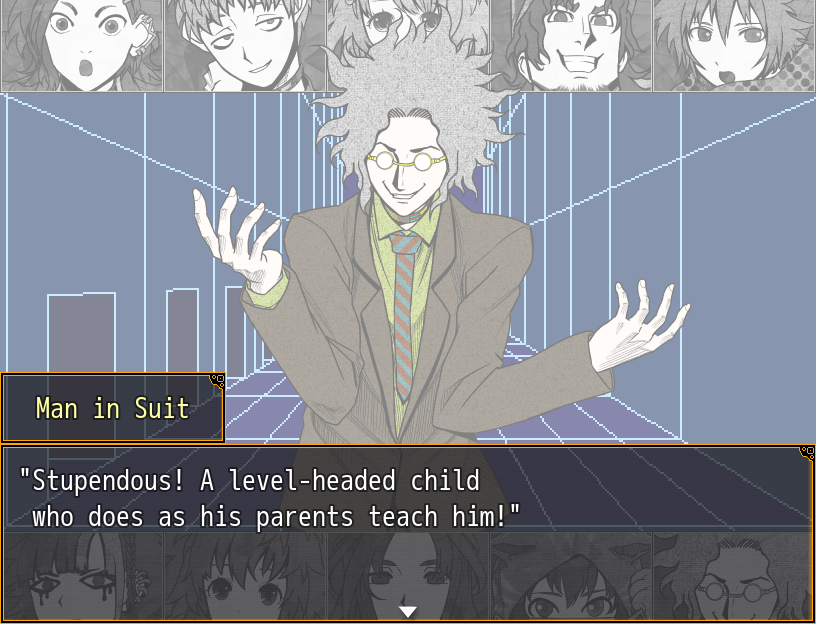 Man in Suit
"Stupendous! A level-headed child
who does as his parents teach him!"